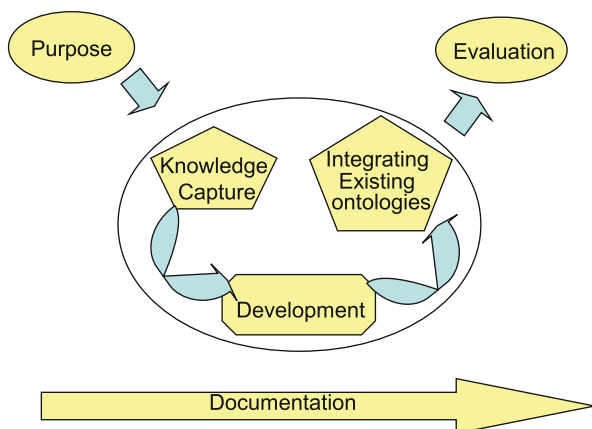 Purpose
Evaluation
Knowledge
Capture
Integrating
Existing
ontologies
Development
Documentation